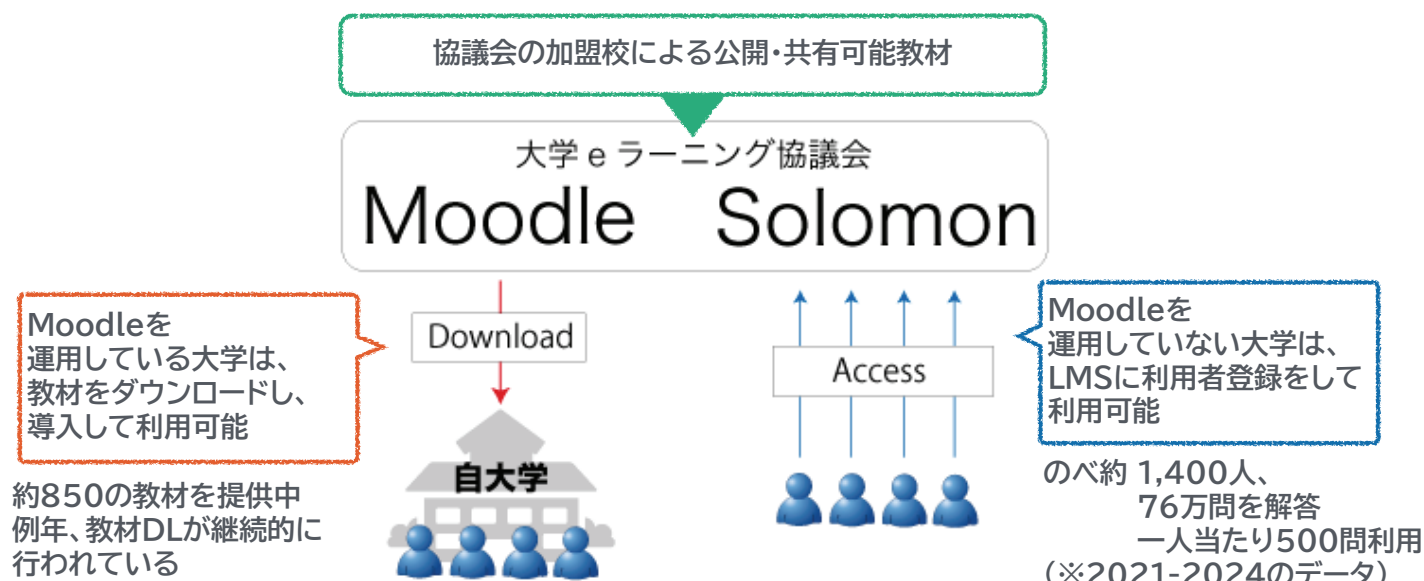 協議会の加盟校による公開・共有可能教材
大学 e ラーニング協議会
Moodle Solomon
Moodleを
運用している大学は、
教材をダウンロードし、
導入して利用可能
Download
Access
Moodleを
運用していない大学は、
LMSに利用者登録をして
利用可能
自大学
約850の教材を提供中
例年、教材DLが継続的に
行われている
のべ約 1,400人、
76万問を解答
一人当たり500問利用
(※2021-2024のデータ)